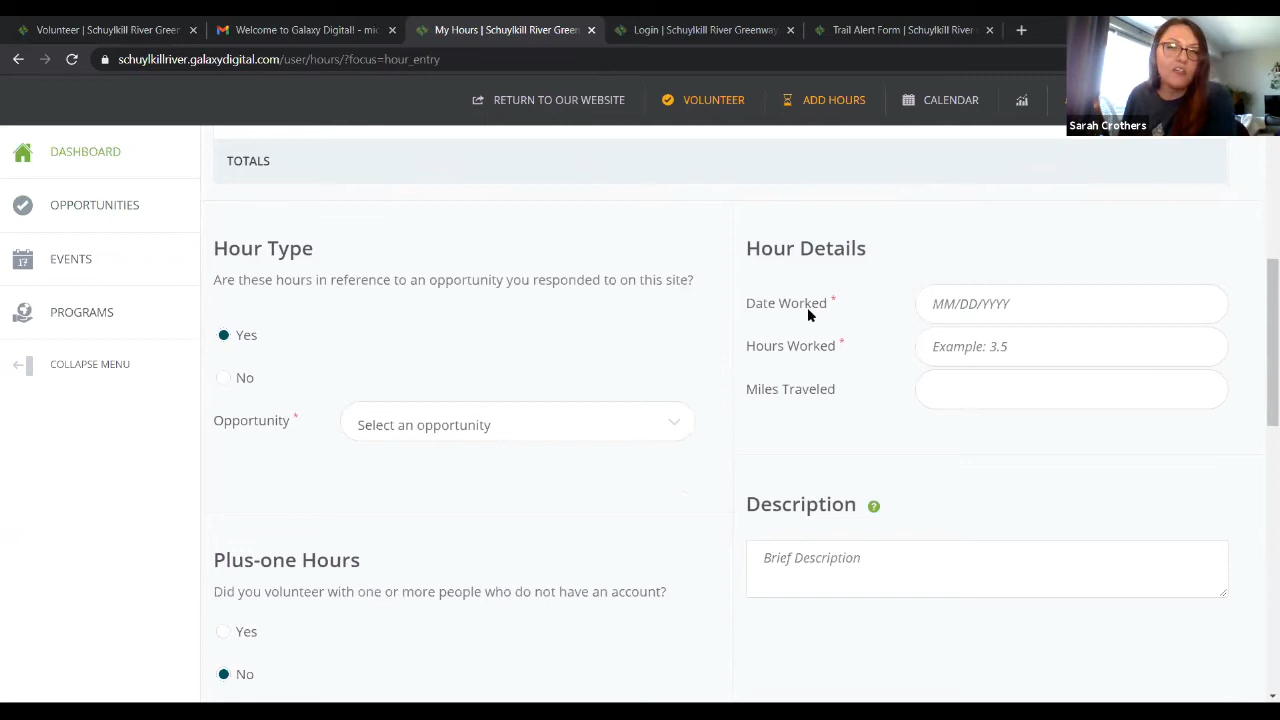 Volunteer | Schuylkill River Green
Welcome to Galaxy Digital! - mic
My Hours | Schuylkill River Green
Login | Schuylkill River Greenway
Trail Alert Form | Schuylkill River
schuylkillriver.galaxydigital.com/user/hours/?focus=hour_entry
RETURN TO OUR WEBSITE
VOLUNTEER
ADD HOURS
CALENDAR
Sarah Crothers
DASHBOARD
OPPORTUNITIES
17
EVENTS
PROGRAMS
COLLAPSE MENU
TOTALS
Hour Type
Are these hours in reference to an opportunity you responded to on this site?
Yes
No
Opportunity *
Select an opportunity
Plus-one Hours
Did you volunteer with one or more people who do not have an account?
Yes
No
Hour Details
Date Worked *
MM/DD/YYYY
Hours Worked *
Example: 3.5
Miles Traveled
Description ?
Brief Description